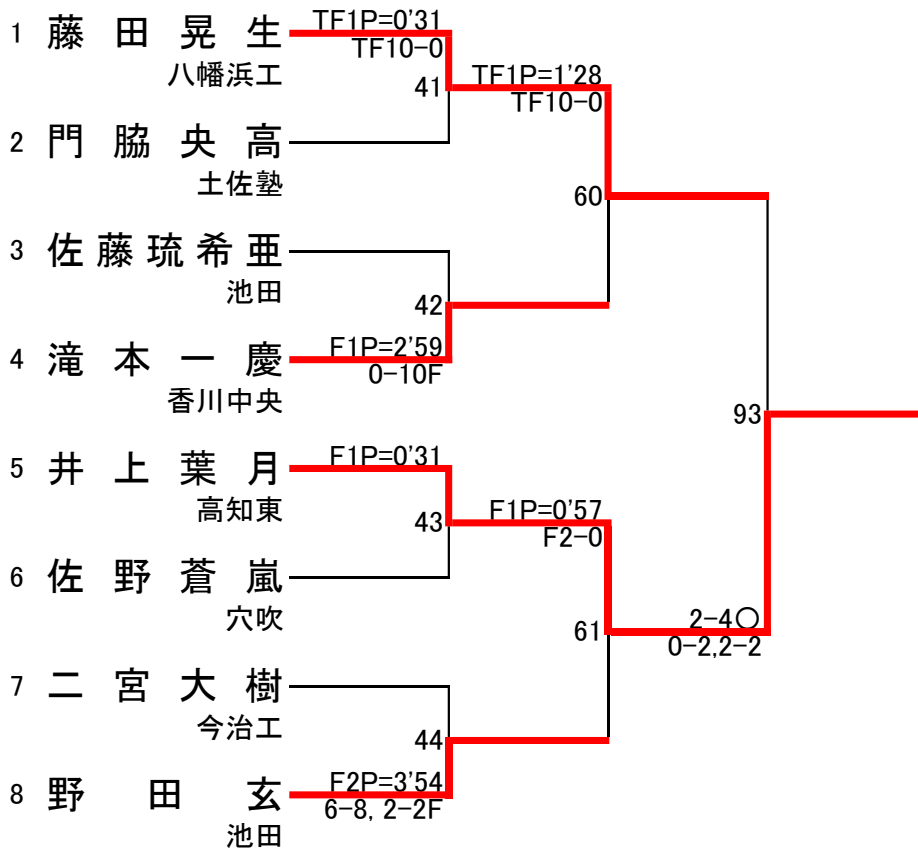 1 藤田晃生
八幡浜工
TF1P=0'31
TF10-0
41
TF1P=1'28
TF10-0
2 門脇央高
土佐塾
60
3 佐藤琉希亜
池田
42
4 滝本一慶
香川中央
F1P=2'59
0-10F
93
5 井上葉月
高知東
F1P=0'31
43
F1P=0'57
F2-0
6 佐野蒼嵐
穴吹
61
2-4○
0-2,2-2
7 二宮大樹
今治工
44
8 野田玄
池田
F2P=3'54
6-8, 2-2F